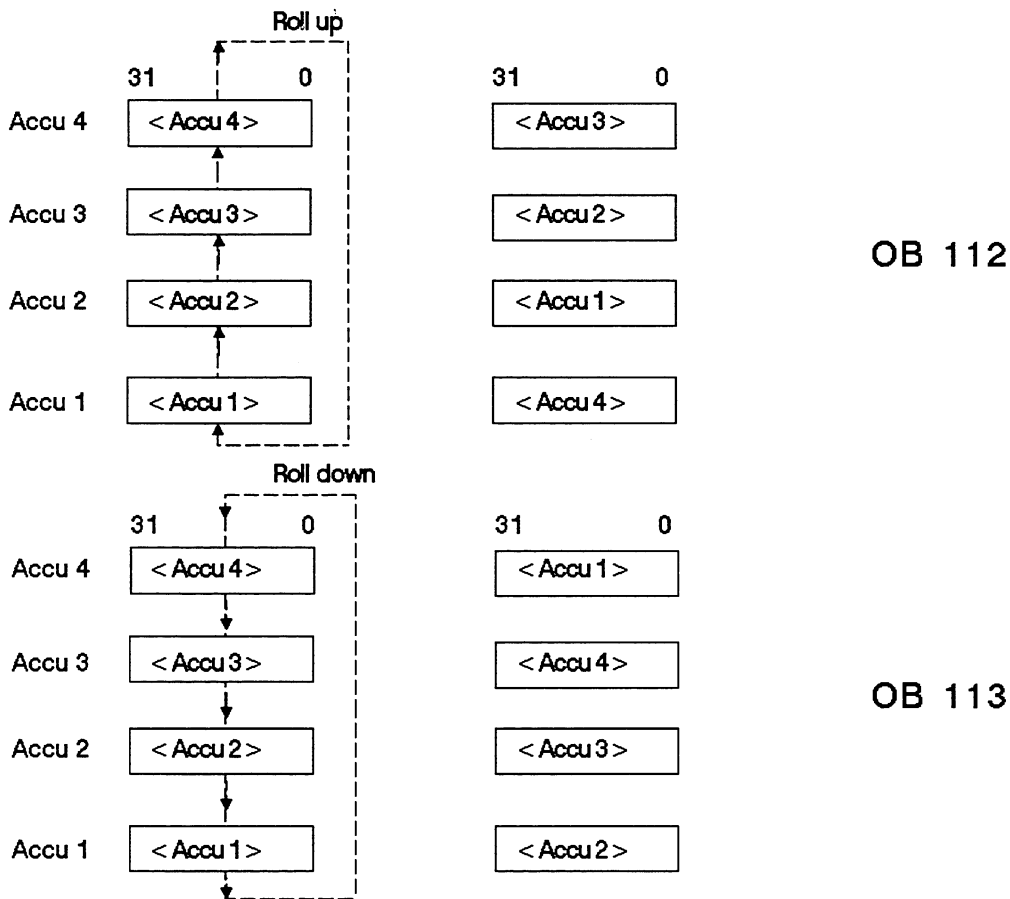 Roll up
31 0 31 0
Accu 4 <Accu 4> <Accu 3>
Accu 3 <Accu 3> <Accu 2>
OB 112
Accu 2 <Accu 2> <Accu 1>
Accu 1 <Accu 1> <Accu 4>
Roll down
31 0 31 0
Accu 4 <Accu 4> <Accu 1>
Accu 3 <Accu 3> <Accu 4>
OB 113
Accu 2 <Accu 2> <Accu 3>
Accu 1 <Accu 1> <Accu 2>